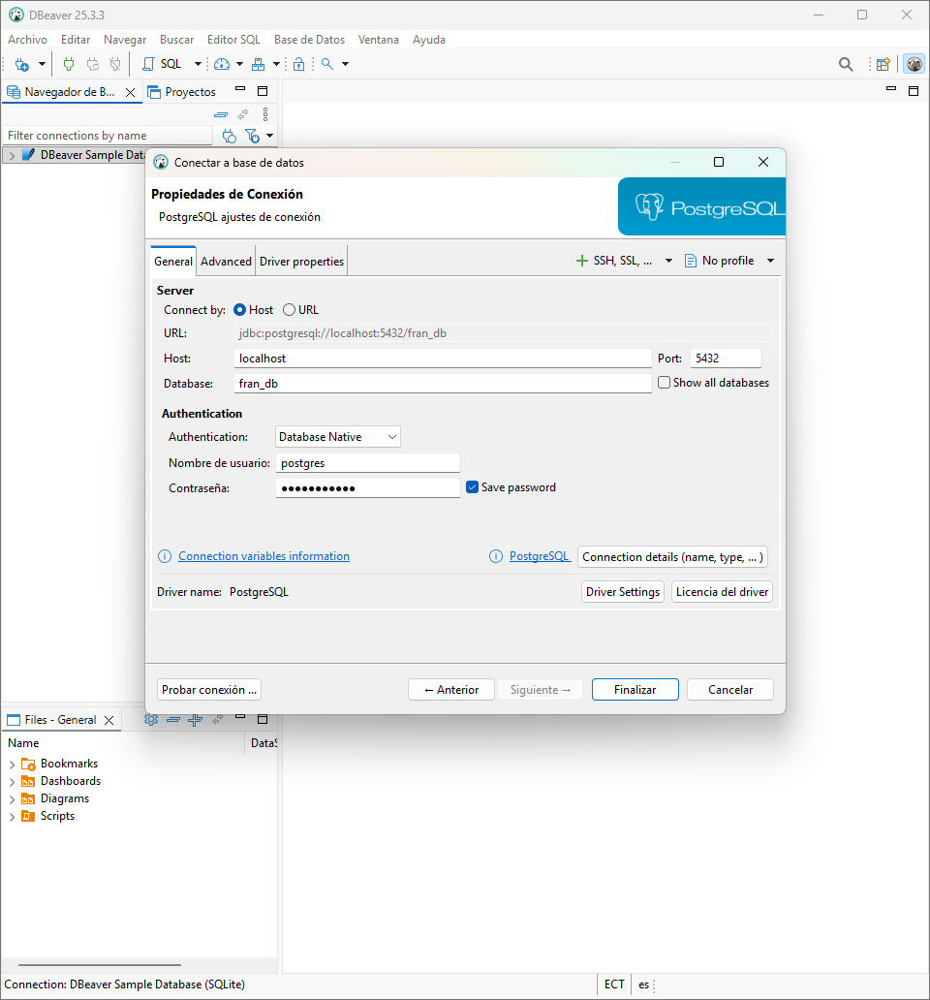 DBeaver 25.3.3
Archivo Editar Navegar Buscar Editor SQL Base de Datos Ventana Ayuda
SQL
Navegador de B... Proyectos
Filter connections by name
DBeaver Sample Data
Conectar a base de datos
Propiedades de Conexión
PostgreSQL ajustes de conexión
PostgreSQL
General Advanced Driver properties SSH, SSL, ... No profile
Server
Connect by: Host URL
URL: jdbc:postgresql://localhost:5432/fran_db
Host: localhost Port: 5432
Database: fran_db Show all databases
Authentication
Authentication: Database Native
Nombre de usuario: postgres
Contraseña: ●●●●●●●●●●● Save password
Connection variables information PostgreSQL Connection details (name, type, ... )
Driver name: PostgreSQL Driver Settings Licencia del driver
Probar conexión ... ← Anterior Siguiente → Finalizar Cancelar
Files - General
Name DataS
Bookmarks
Dashboards
Diagrams
Scripts
Connection: DBeaver Sample Database (SQLite) ECT es